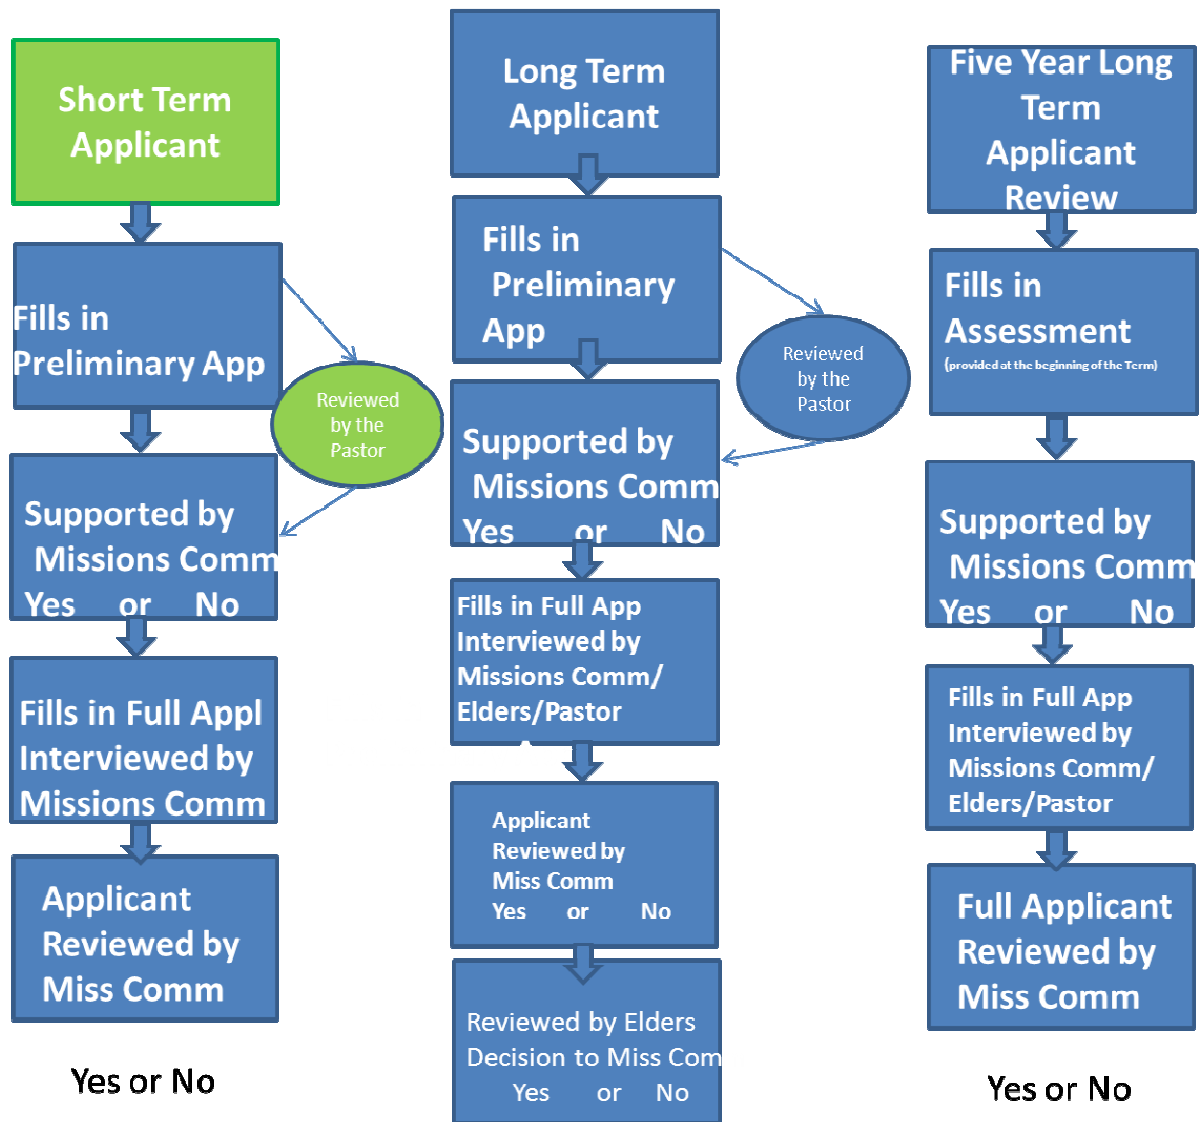 Short Term
Applicant
Fills in
Preliminary App
Reviewed
by the
Pastor
Supported by
Missions Comm
Yes or No
Fills in Full Appl
Interviewed by
Missions Comm
Applicant
Reviewed by
Miss Comm
Yes or No
Long Term
Applicant
Fills in
Preliminary
App
Reviewed
by the
Pastor
Supported by
Missions Comm
Yes or No
Fills in Full App
Interviewed by
Missions Comm/
Elders/Pastor
Applicant
Reviewed by
Miss Comm
Yes or No
Reviewed by Elders
Decision to Miss Com
Yes or No
Five Year Long
Term
Applicant
Review
Fills in
Assessment
(provided at the beginning of the Term)
Supported by
Missions Comm
Yes or No
Fills in Full App
Interviewed by
Missions Comm/
Elders/Pastor
Full Applicant
Reviewed by
Miss Comm
Yes or No